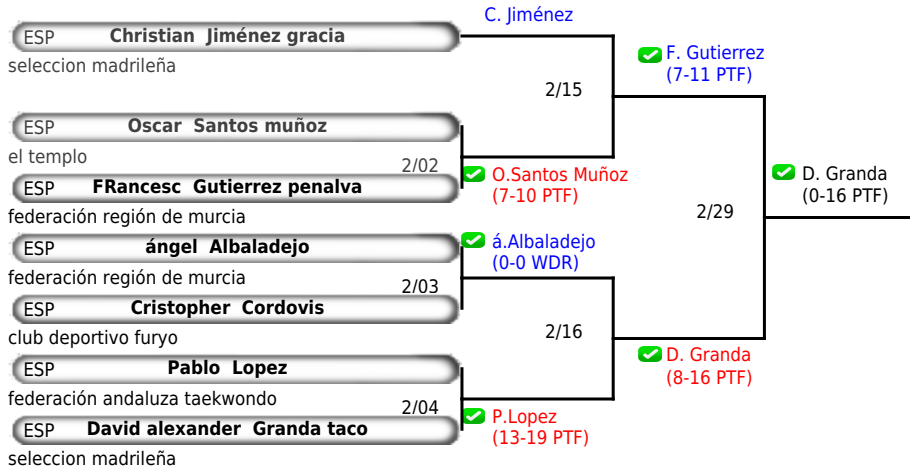 C. Jiménez
ESP Christian Jiménez gracia
seleccion madrileña
F. Gutierrez
(7-11 PTF)
2/15
ESP Oscar Santos muñoz
el templo
2/02
O.Santos Muñoz
(7-10 PTF)
ESP FRancesc Gutierrez penalva
federación región de murcia
D. Granda
(0-16 PTF)
2/29
ESP ángel Albaladejo
federación región de murcia
á.Albaladejo
(0-0 WDR)
2/03
ESP Cristopher Cordovis
club deportivo furyo
2/16
ESP Pablo Lopez
federación andaluza taekwondo
D. Granda
(8-16 PTF)
2/04
P.Lopez
(13-19 PTF)
ESP David alexander Granda taco
seleccion madrileña